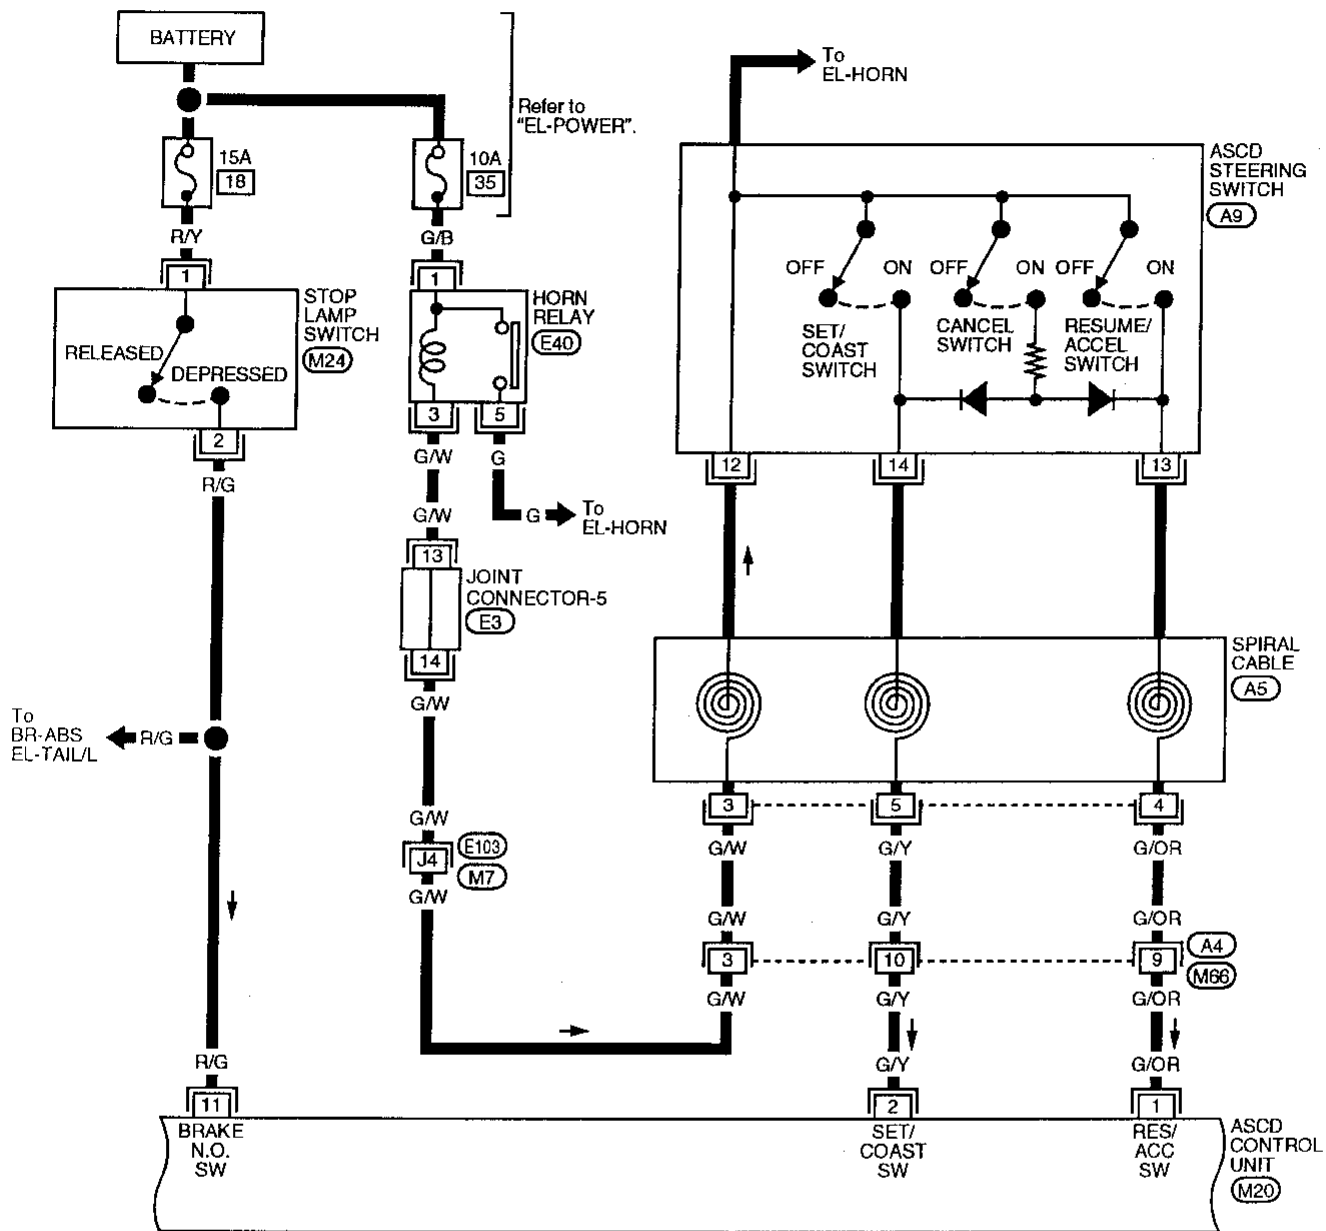 BATTERY
Refer to
"EL-POWER".
15A
18
10A
35
R/Y
G/B
1
1
STOP
LAMP
SWITCH
M24
RELEASED
DEPRESSED
2
R/G
HORN
RELAY
E40
3
5
G/W
G
G/W
G
To
EL-HORN
13
JOINT
CONNECTOR-5
E3
14
G/W
To
BR-ABS
EL-TAIL/L
R/G
G/W
J4
E103
M7
G/W
To
EL-HORN
ASCD
STEERING
SWITCH
A9
OFF
ON
OFF
ON
OFF
ON
SET/
COAST
SWITCH
CANCEL
SWITCH
RESUME/
ACCEL
SWITCH
12
14
13
SPIRAL
CABLE
A5
3
5
4
G/W
G/Y
G/OR
G/W
G/Y
G/OR
3
10
9
A4
M66
G/W
G/Y
G/OR
R/G
G/Y
G/OR
11
2
1
BRAKE
N.O.
SW
SET/
COAST
SW
RES/
ACC
SW
ASCD
CONTROL
UNIT
M20